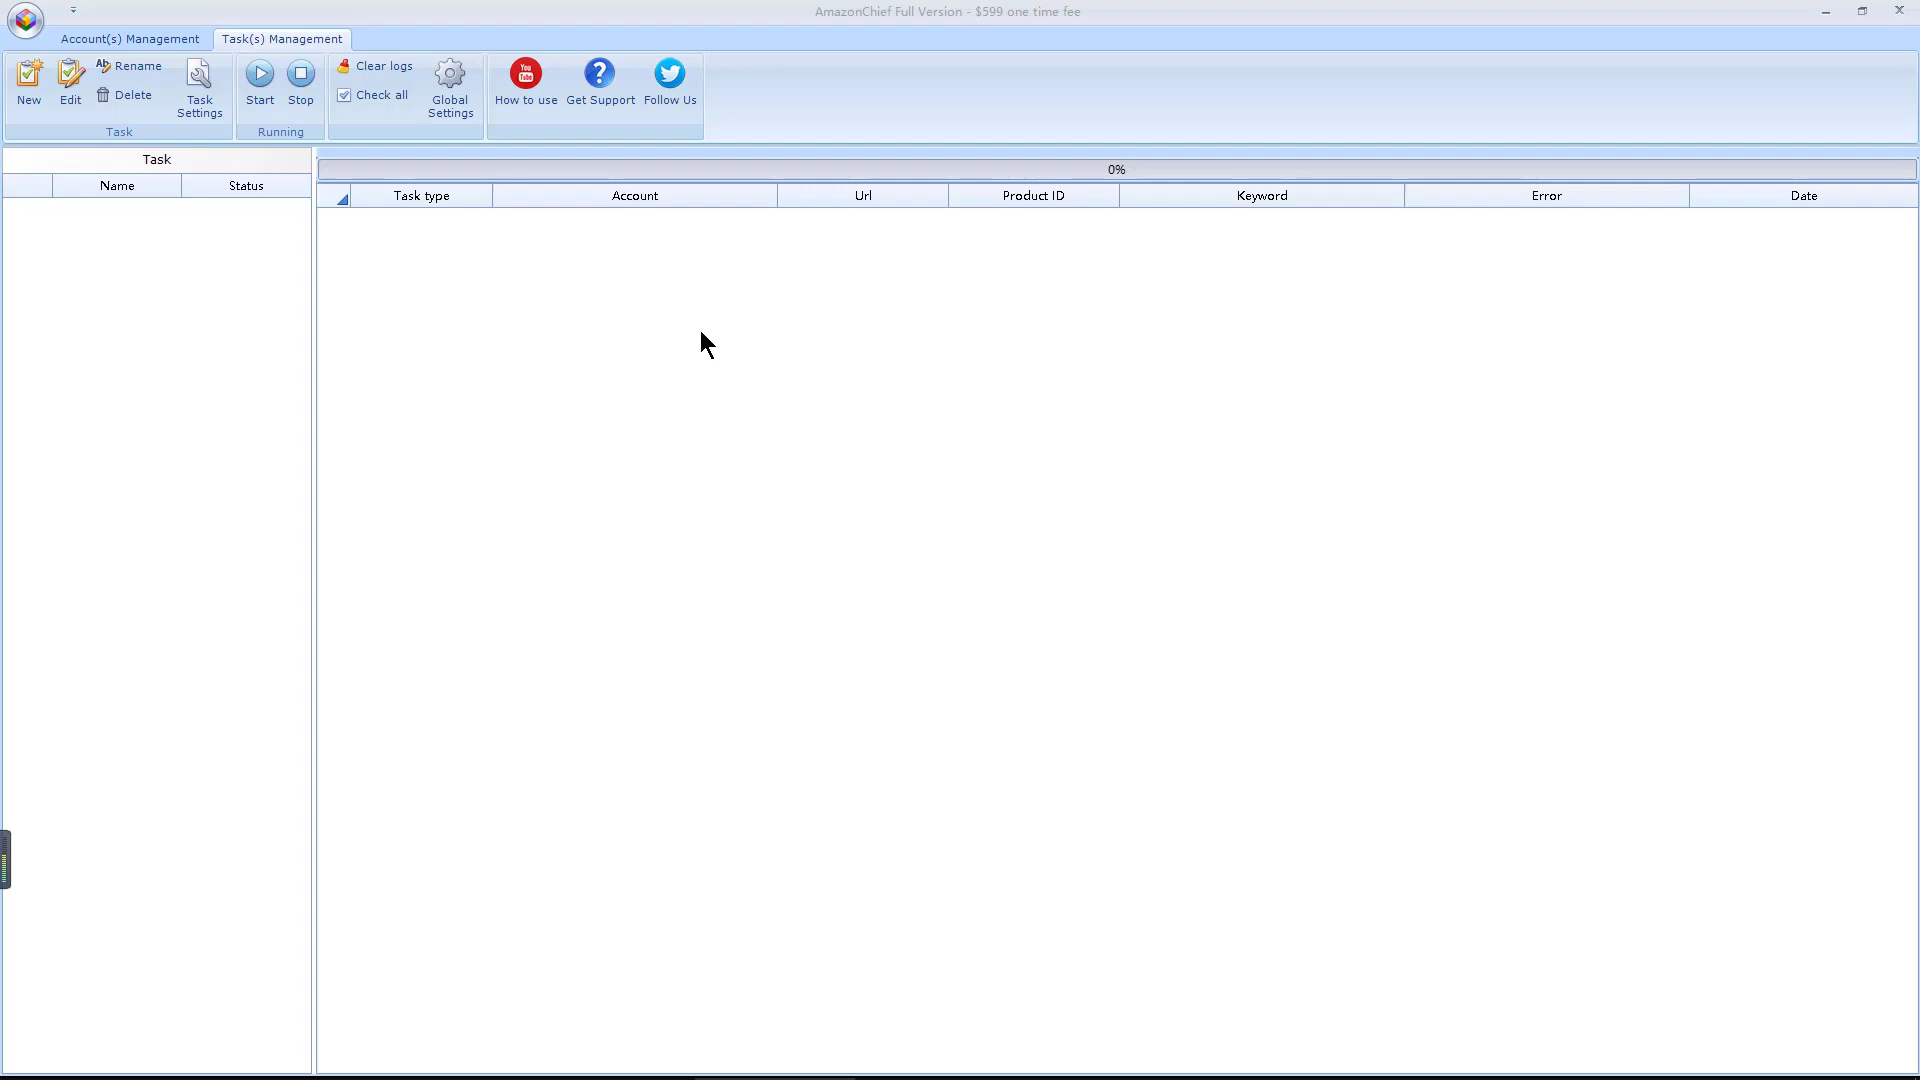 AmazonChief Full Version - $599 one time fee
Account(s) Management
Task(s) Management
New
Edit
Rename
Delete
Task
Settings
Task
Start
Stop
Running
Clear logs
Check all
Global
Settings
You
Tube
How to use
Get Support
Follow Us
Task
Name
Status
0%
Task type
Account
Url
Product ID
Keyword
Error
Date